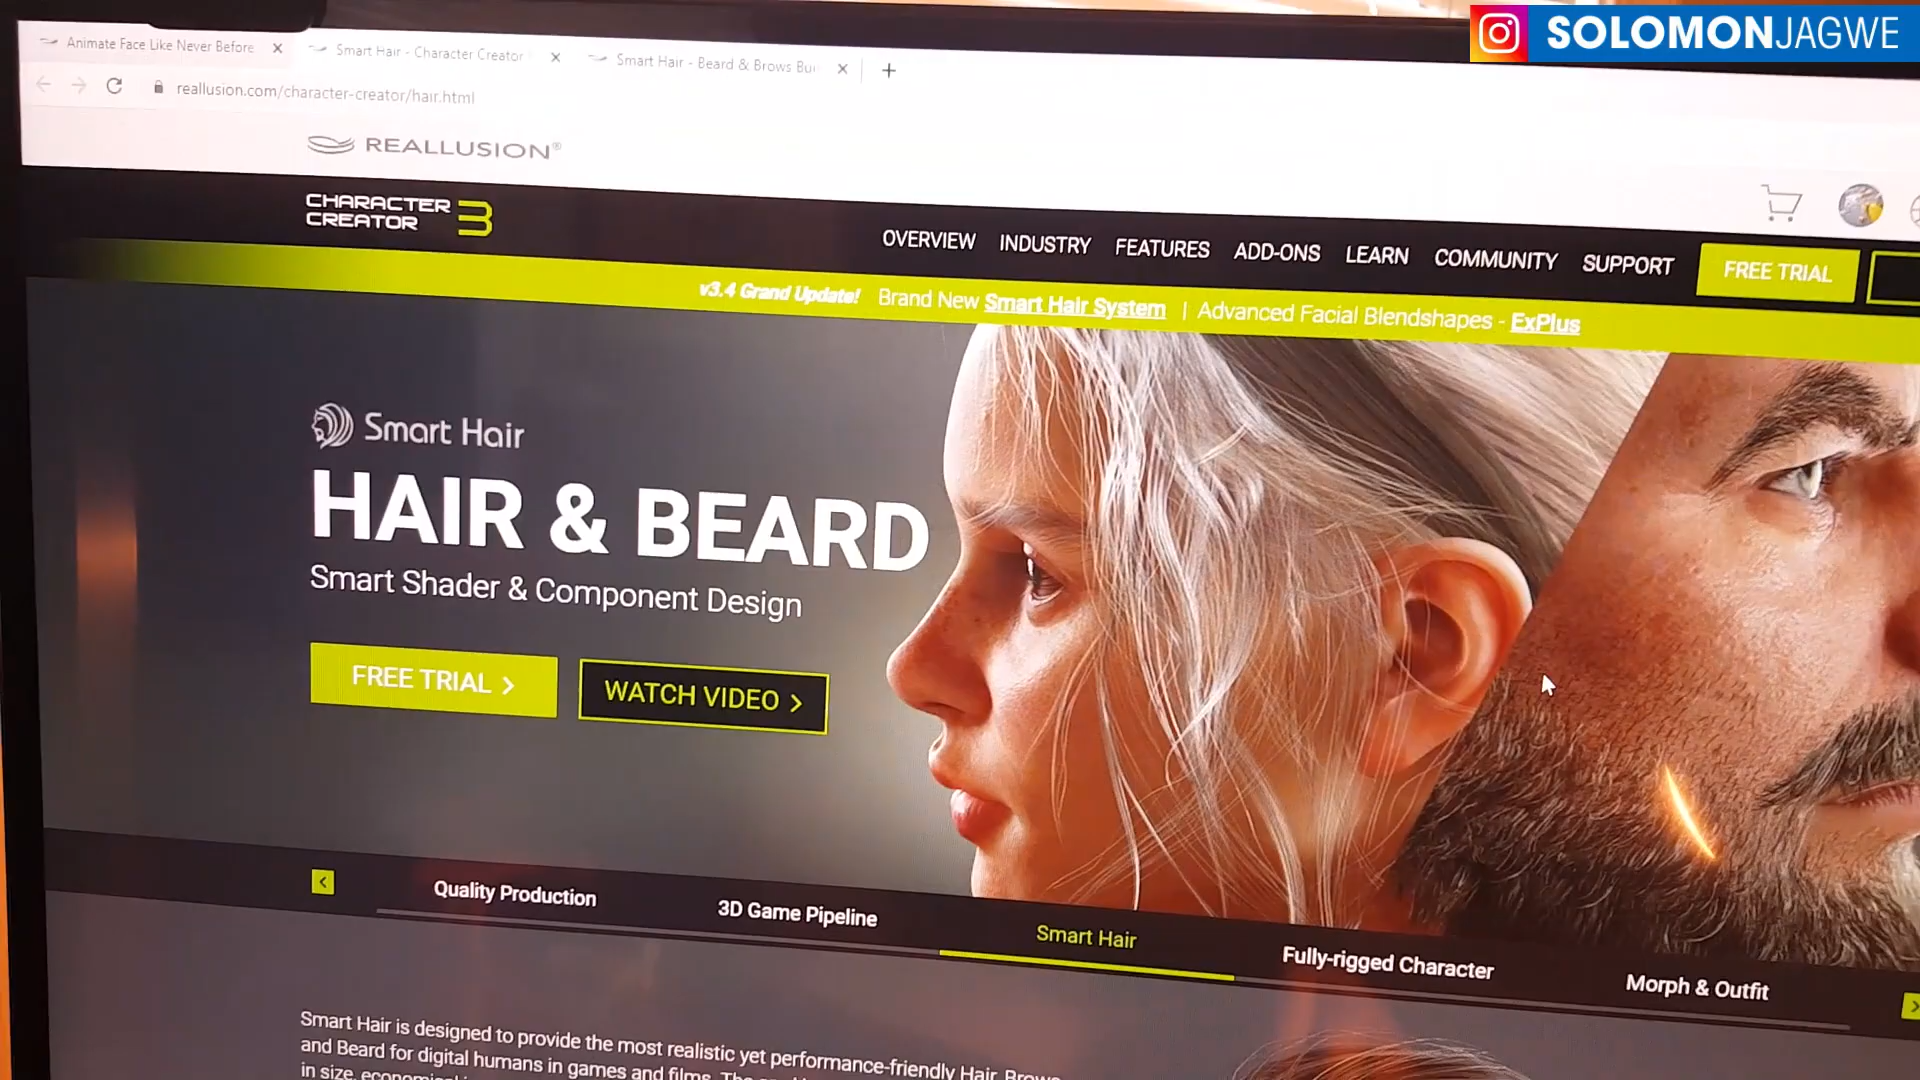 SOLOMONJAGWE
Animate Face Like Never Before
Smart Hair - Character Creator
Smart Hair - Beard & Brows Bui
reallusion.com/character-creator/hair.html
REALLUSION®
CHARACTER
CREATOR 3
OVERVIEW INDUSTRY FEATURES ADD-ONS LEARN COMMUNITY SUPPORT FREE TRIAL
v3.4 Grand Update! Brand New Smart Hair System | Advanced Facial Blendshapes - ExPlus
Smart Hair
HAIR & BEARD
Smart Shader & Component Design
FREE TRIAL >
WATCH VIDEO >
Quality Production
3D Game Pipeline
Smart Hair
Fully-rigged Character
Morph & Outfit
Smart Hair is designed to provide the most realistic yet performance-friendly Hair, Brows
and Beard for digital humans in games and films. The
in size,